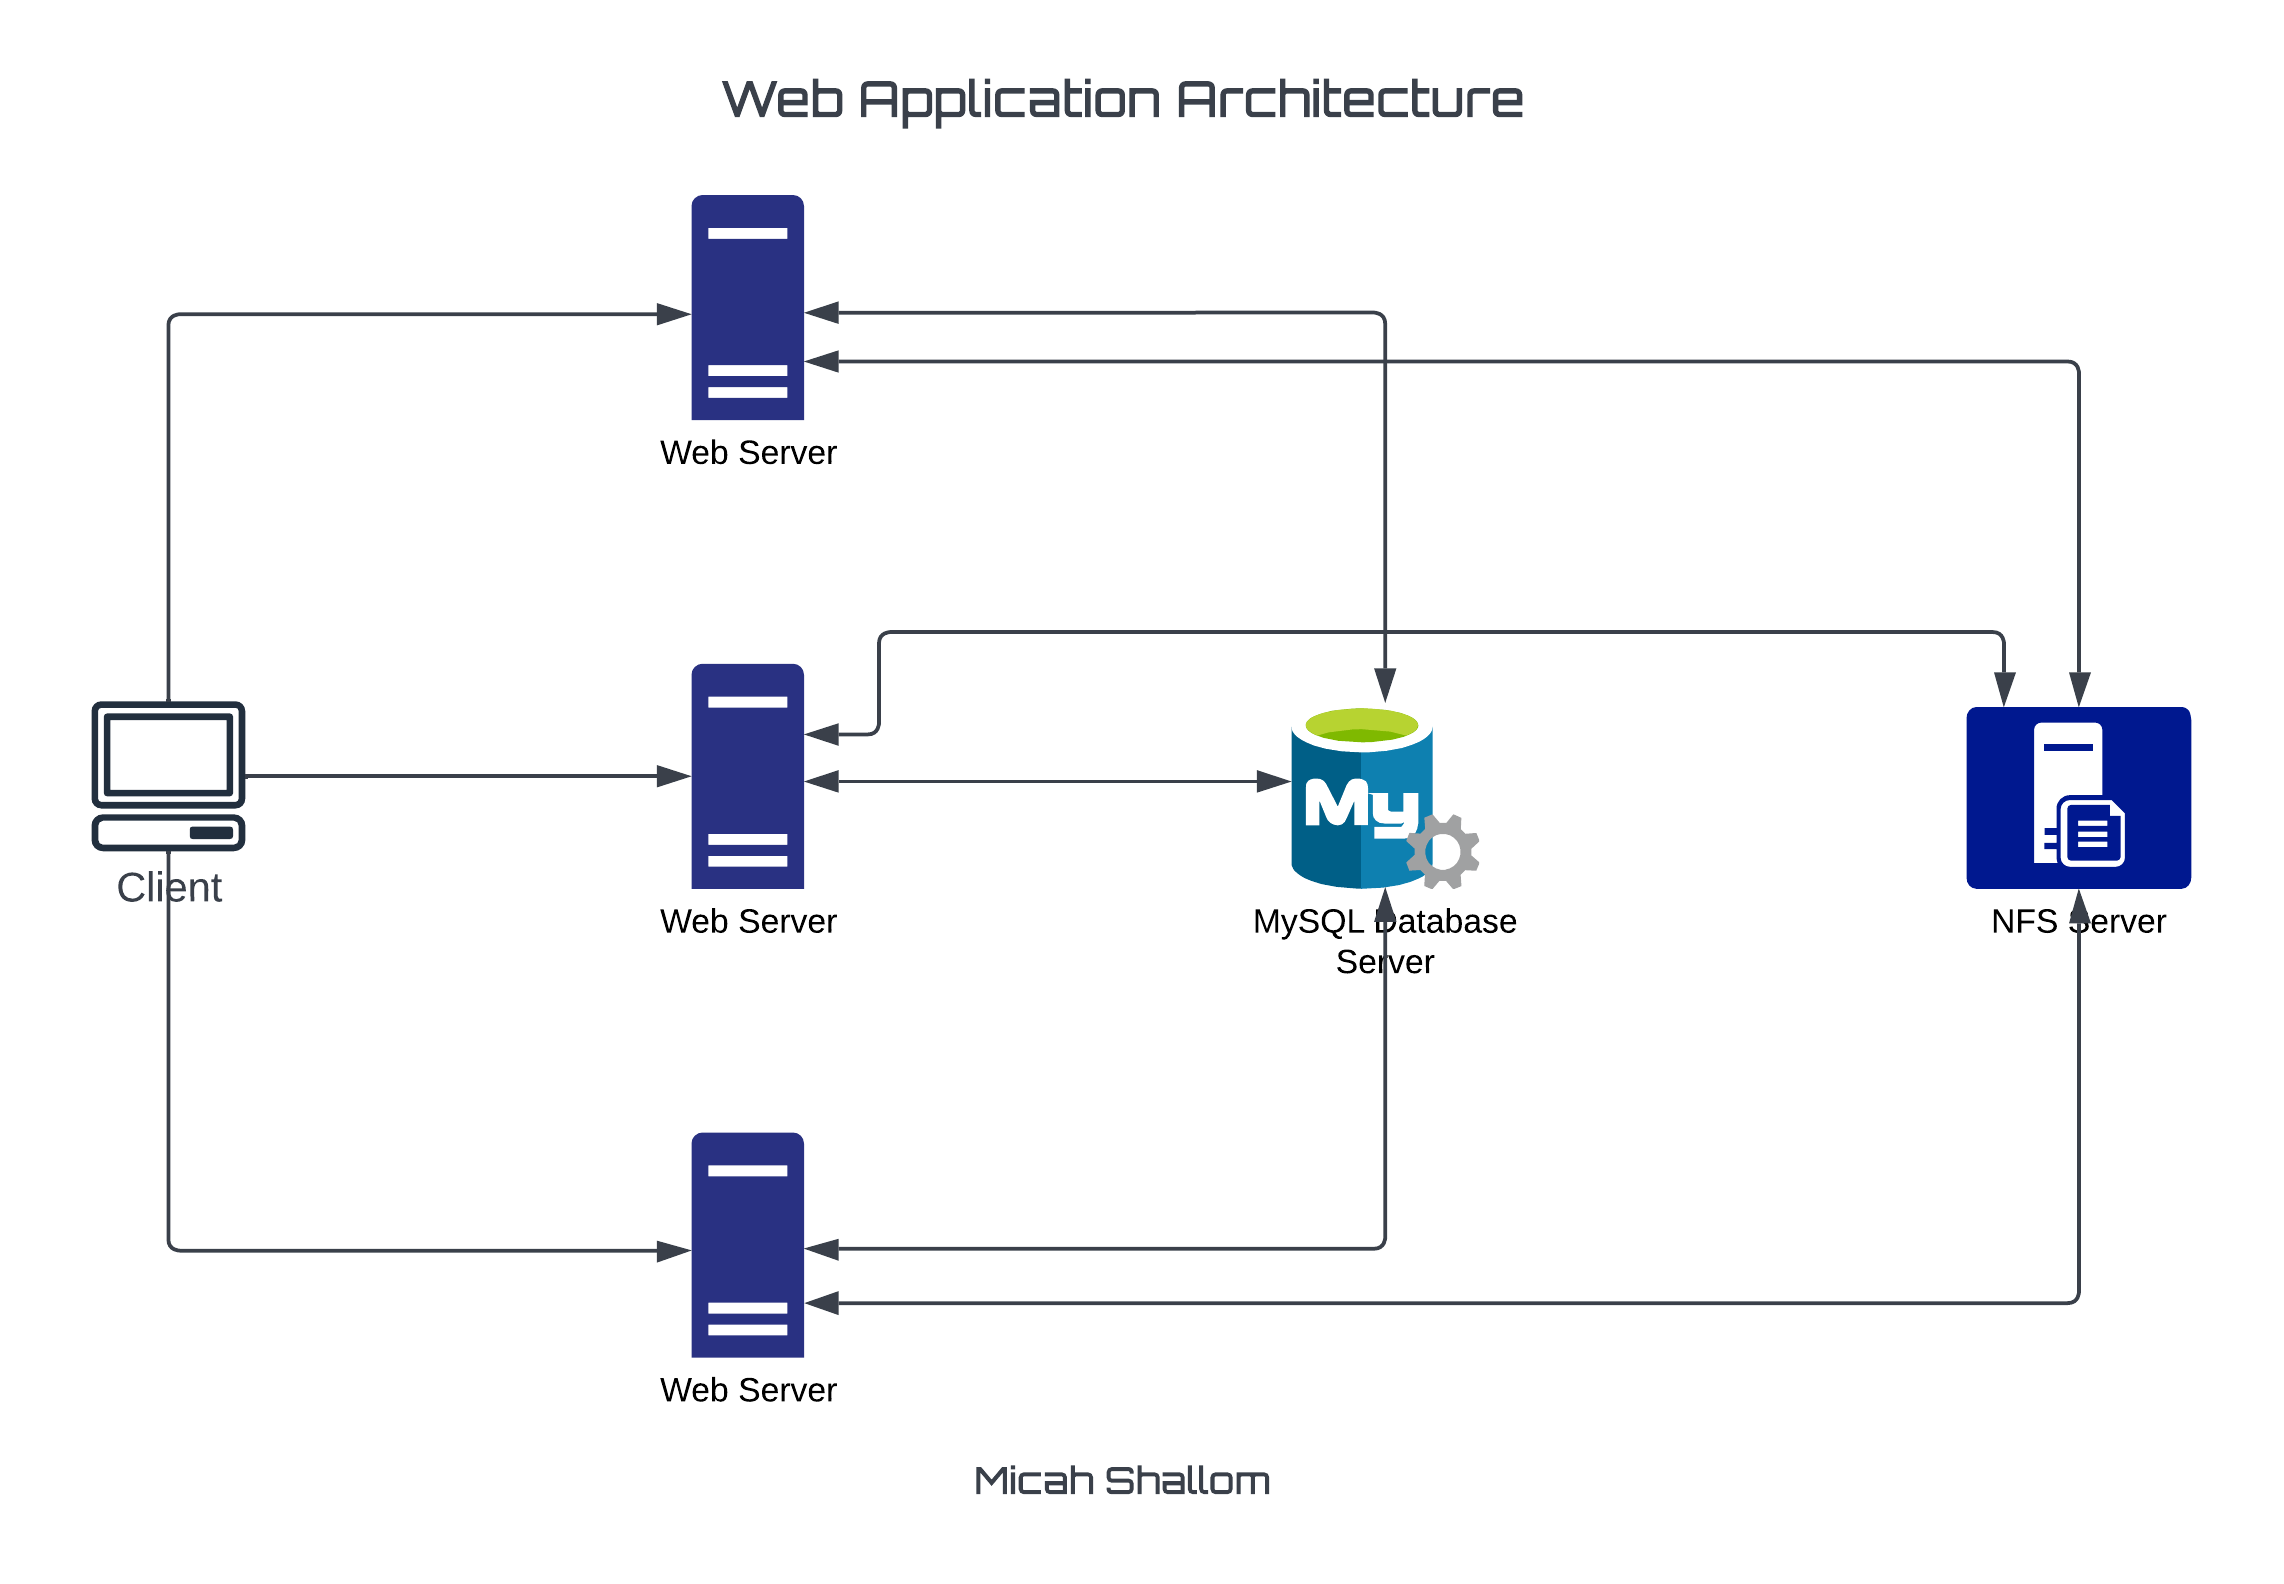 Web Application Architecture
Web Server
Client
Web Server
My
MySQL Database
Server
NFS Server
Web Server
Micah Shallom